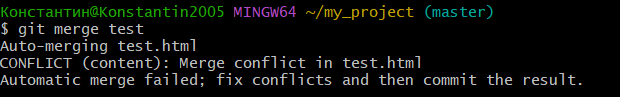 Константин@Konstantin2005 MINGW64 ~/my_project (master)
$ git merge test
Auto-merging test.html
CONFLICT (content): Merge conflict in test.html
Automatic merge failed; fix conflicts and then commit the result.